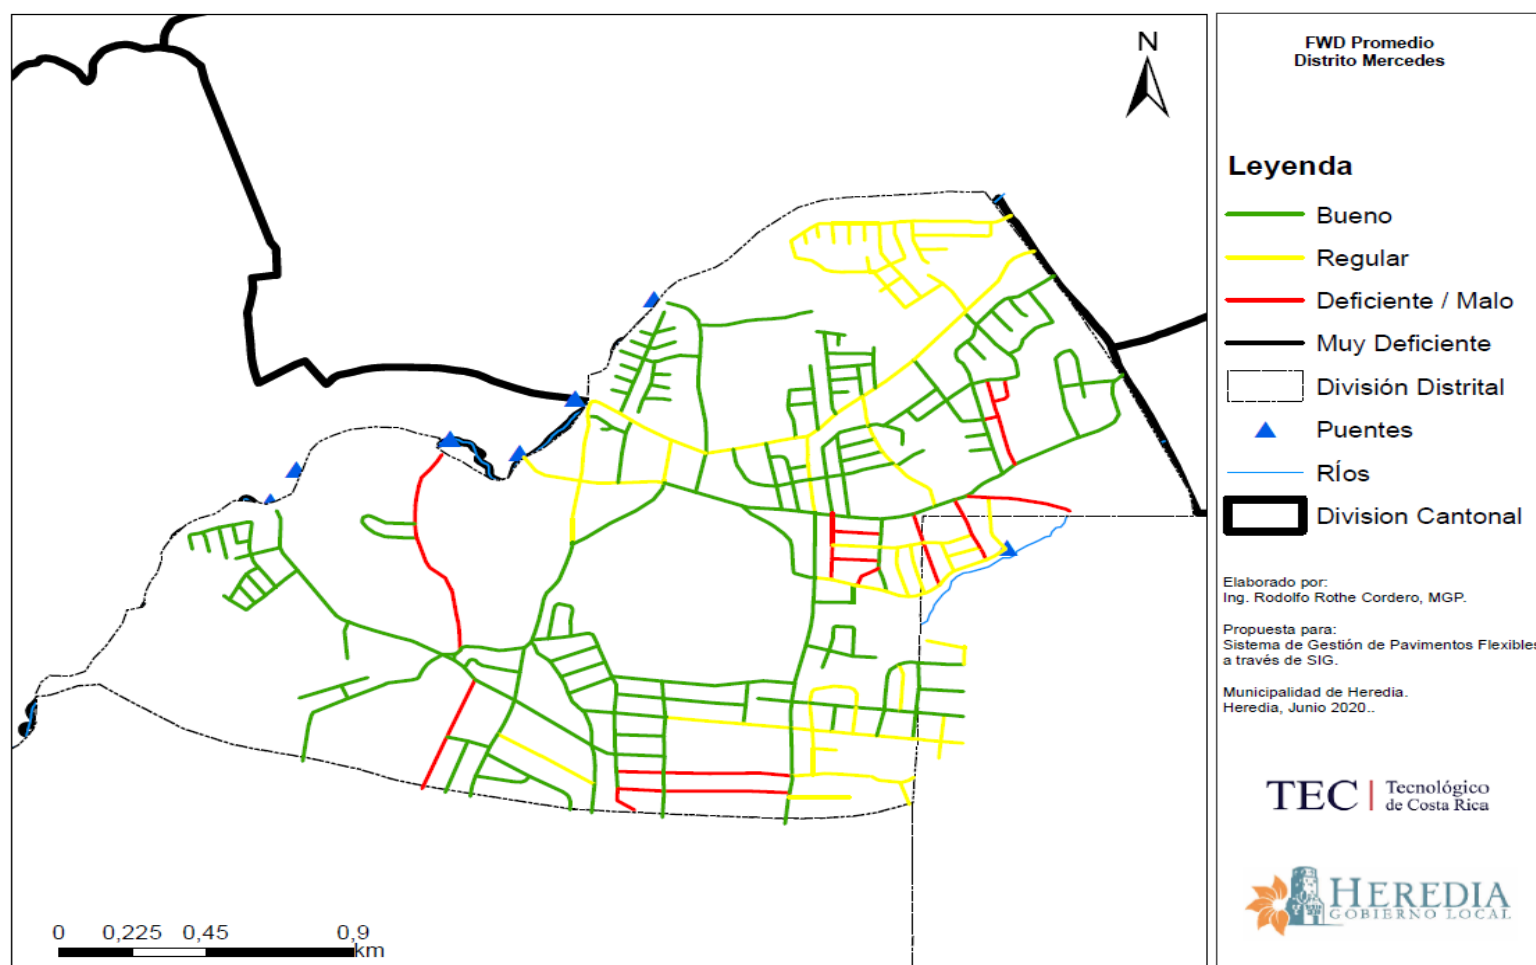 N
FWD Promedio
Distrito Mercedes
Leyenda
Bueno
Regular
Deficiente / Malo
Muy Deficiente
División Distrital
Puentes
RÍos
Division Cantonal
Elaborado por:
Ing. Rodolfo Rothe Cordero, MGP.
Propuesta para:
Sistema de Gestión de Pavimentos Flexibles
a través de SIG.
Municipalidad de Heredia.
Heredia, Junio 2020..
TEC | Tecnológico
de Costa Rica
HEREDIA
GOBIERNO LOCAL
0 0,225 0,45 0,9
km